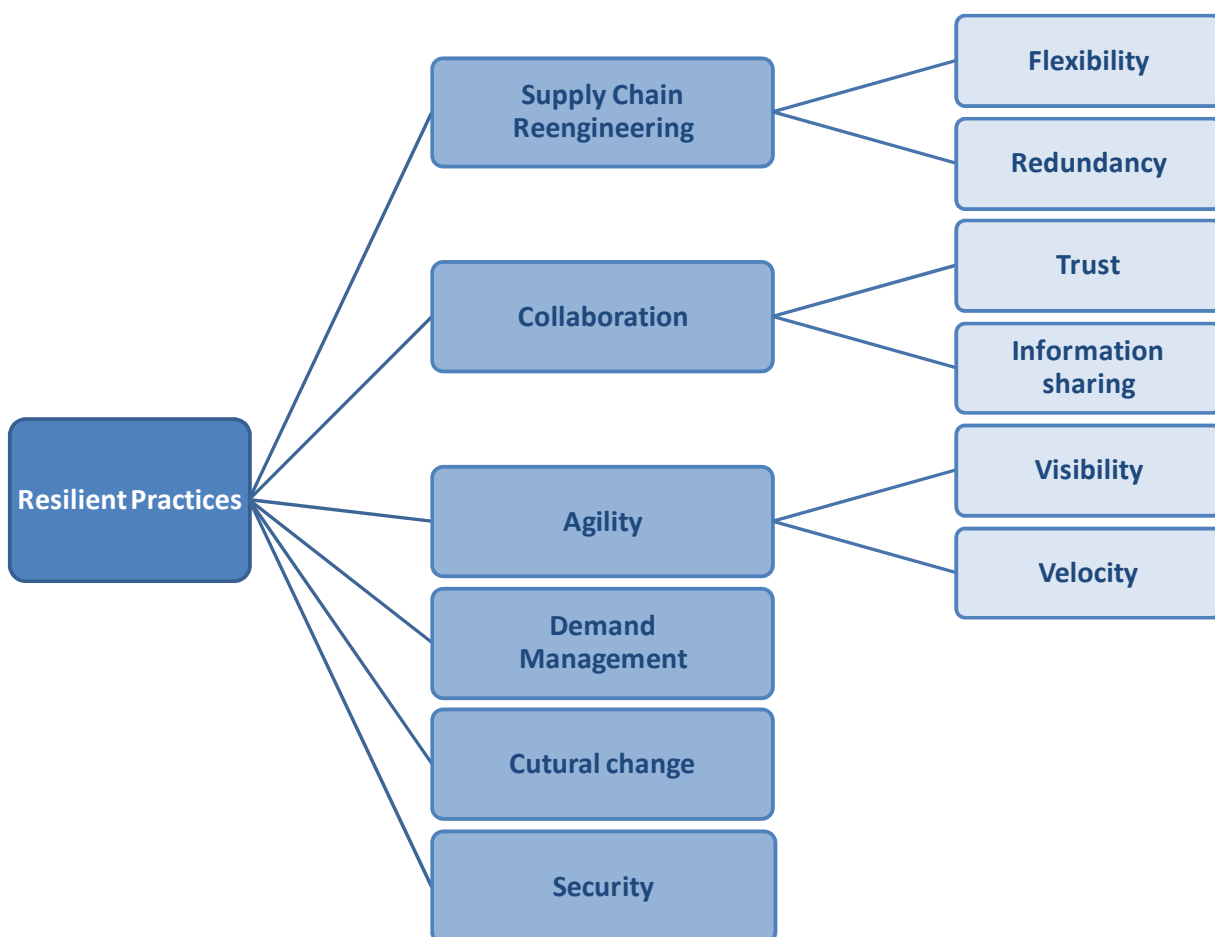 Resilient Practices
Supply Chain
Reengineering
Flexibility
Redundancy
Collaboration
Trust
Information
sharing
Agility
Visibility
Velocity
Demand
Management
Cutural change
Security